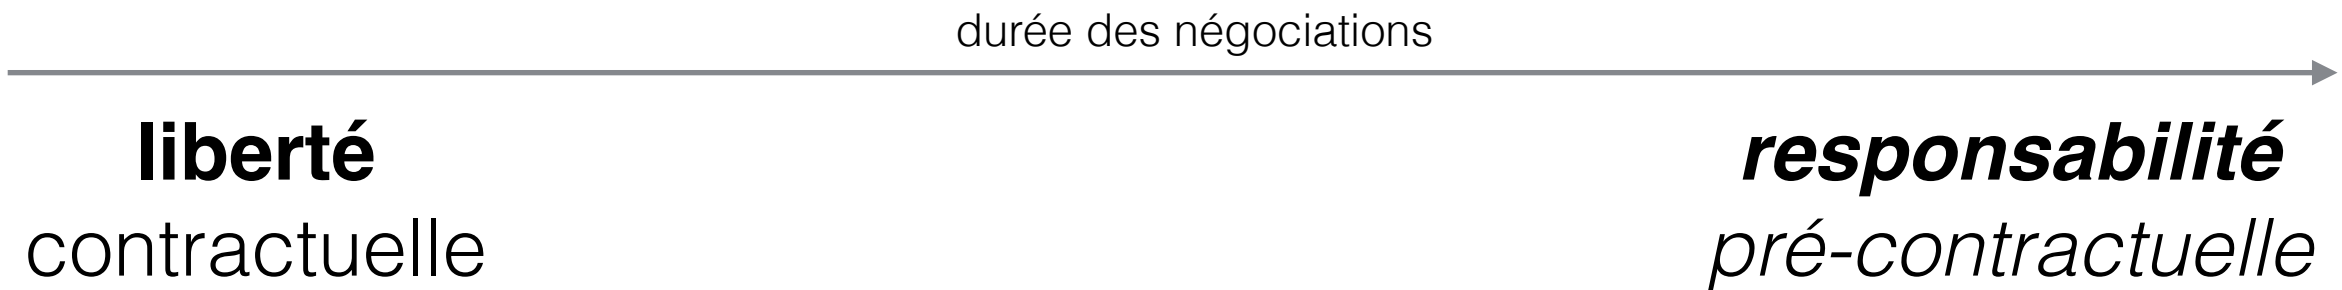 durée des négociations
liberté
contractuelle
responsabilité
pré-contractuelle